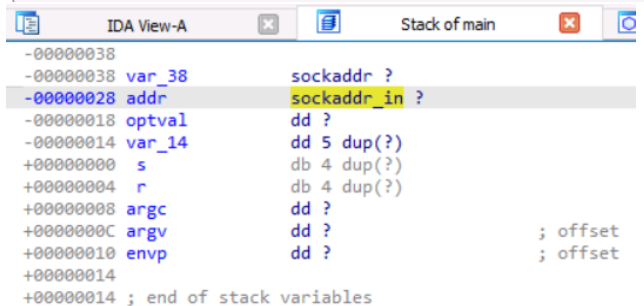 IDA View-A Stack of main
-00000038
-00000038 var_38 sockaddr ?
-00000028 addr sockaddr_in ?
-00000018 optval dd ?
-00000014 var_14 dd 5 dup(?)
+00000000 s db 4 dup(?)
+00000004 r db 4 dup(?)
+00000008 argc dd ?
+0000000C argv dd ? ; offset
+00000010 envp dd ? ; offset
+00000014
+00000014 ; end of stack variables